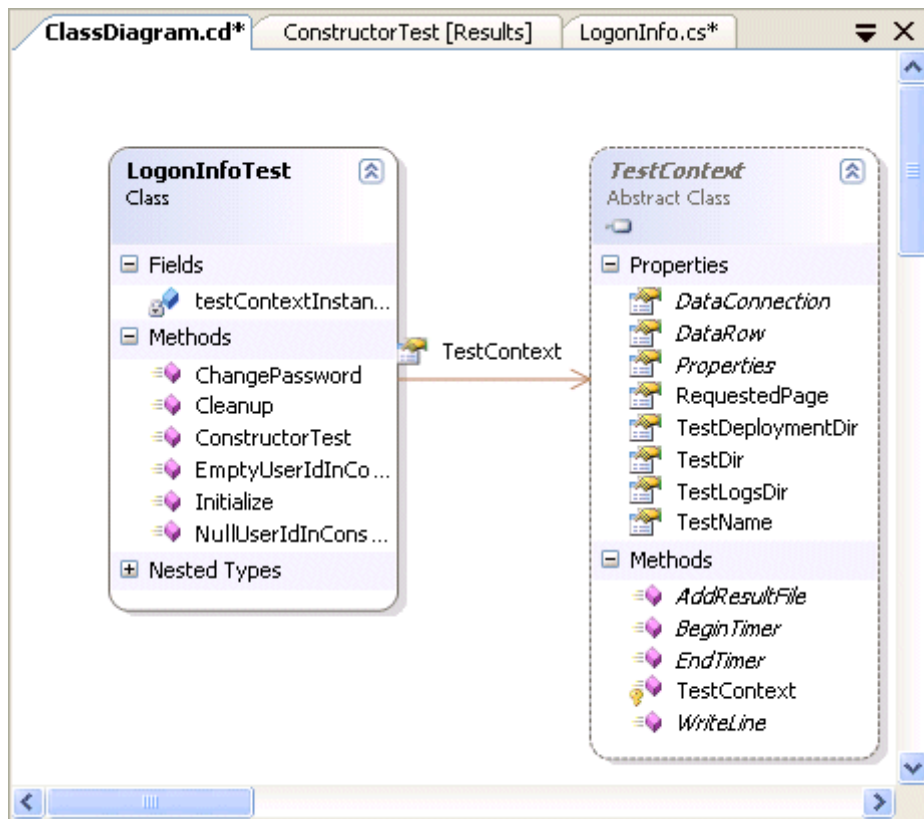 ClassDiagram.cd* ConstructorTest [Results] LogonInfo.cs*
LogonInfoTest
Class
Fields
testContextInstan...
Methods
ChangePassword
Cleanup
ConstructorTest
EmptyUserIdInCo...
Initialize
NullUserIdInCons...
Nested Types
TestContext
TestContext
Abstract Class
Properties
DataConnection
DataRow
Properties
RequestedPage
TestDeploymentDir
TestDir
TestLogsDir
TestName
Methods
AddResultFile
BeginTimer
EndTimer
TestContext
WriteLine